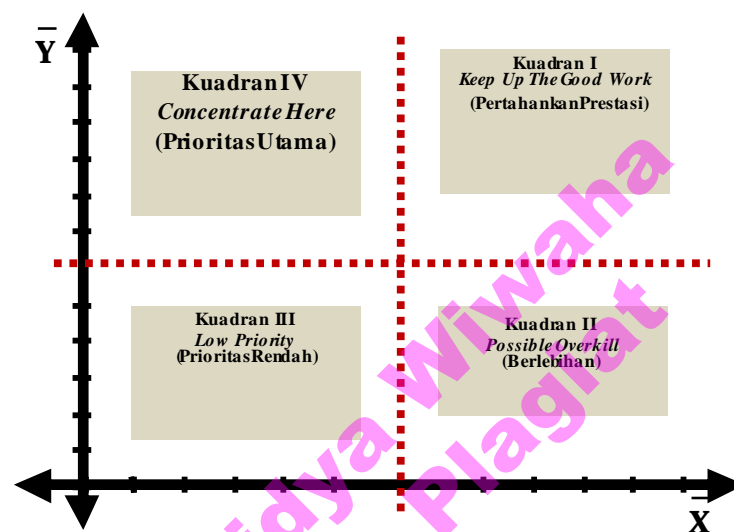 Y̅
Kuadran IV
Concentrate Here
(Prioritas Utama)
Kuadran I
Keep Up The Good Work
(Pertahankan Prestasi)
Kuadran III
Low Priority
(Prioritas Rendah)
Kuadran II
Possible Overkill
(Berlebihan)
X̅
Widya Wiwaha
Plagiat